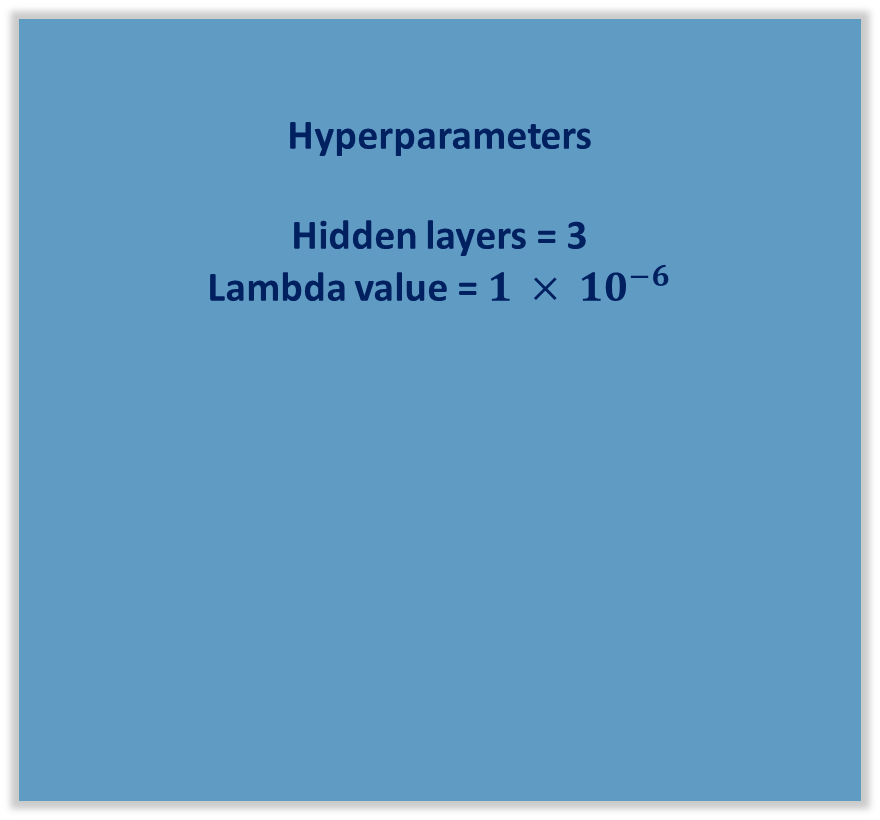 Hyperparameters
Hidden layers = 3
Lambda value = 1 × 10⁻⁶